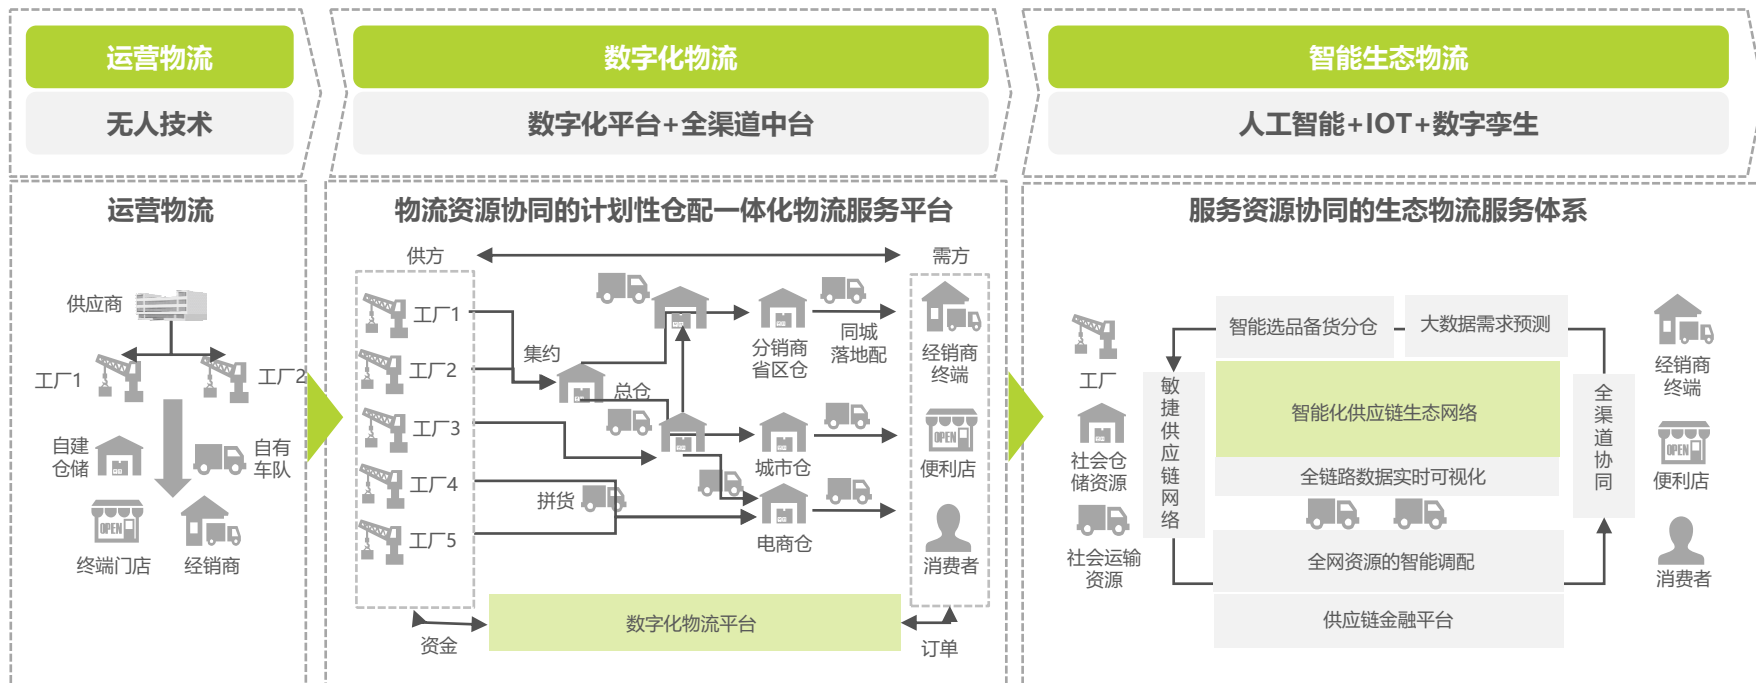 运营物流
无人技术
运营物流
供应商
工厂1
工厂2
自建
仓储
自有
车队
OPEN
终端门店
经销商
数字化物流
数字化平台+全渠道中台
物流资源协同的计划性仓配一体化物流服务平台
供方
需方
工厂1
工厂2
工厂3
工厂4
工厂5
集约
总仓
拼货
分销商
省区仓
同城
落地配
城市仓
电商仓
经销商
终端
OPEN
便利店
消费者
资金
数字化物流平台
订单
智能生态物流
人工智能+IOT+数字孪生
服务资源协同的生态物流服务体系
工厂
社会仓
储资源
社会运输
资源
敏捷供应链网络
智能选品备货分仓
大数据需求预测
智能化供应链生态网络
全链路数据实时可视化
全网资源的智能调配
供应链金融平台
全渠道协同
经销商
终端
OPEN
便利店
消费者